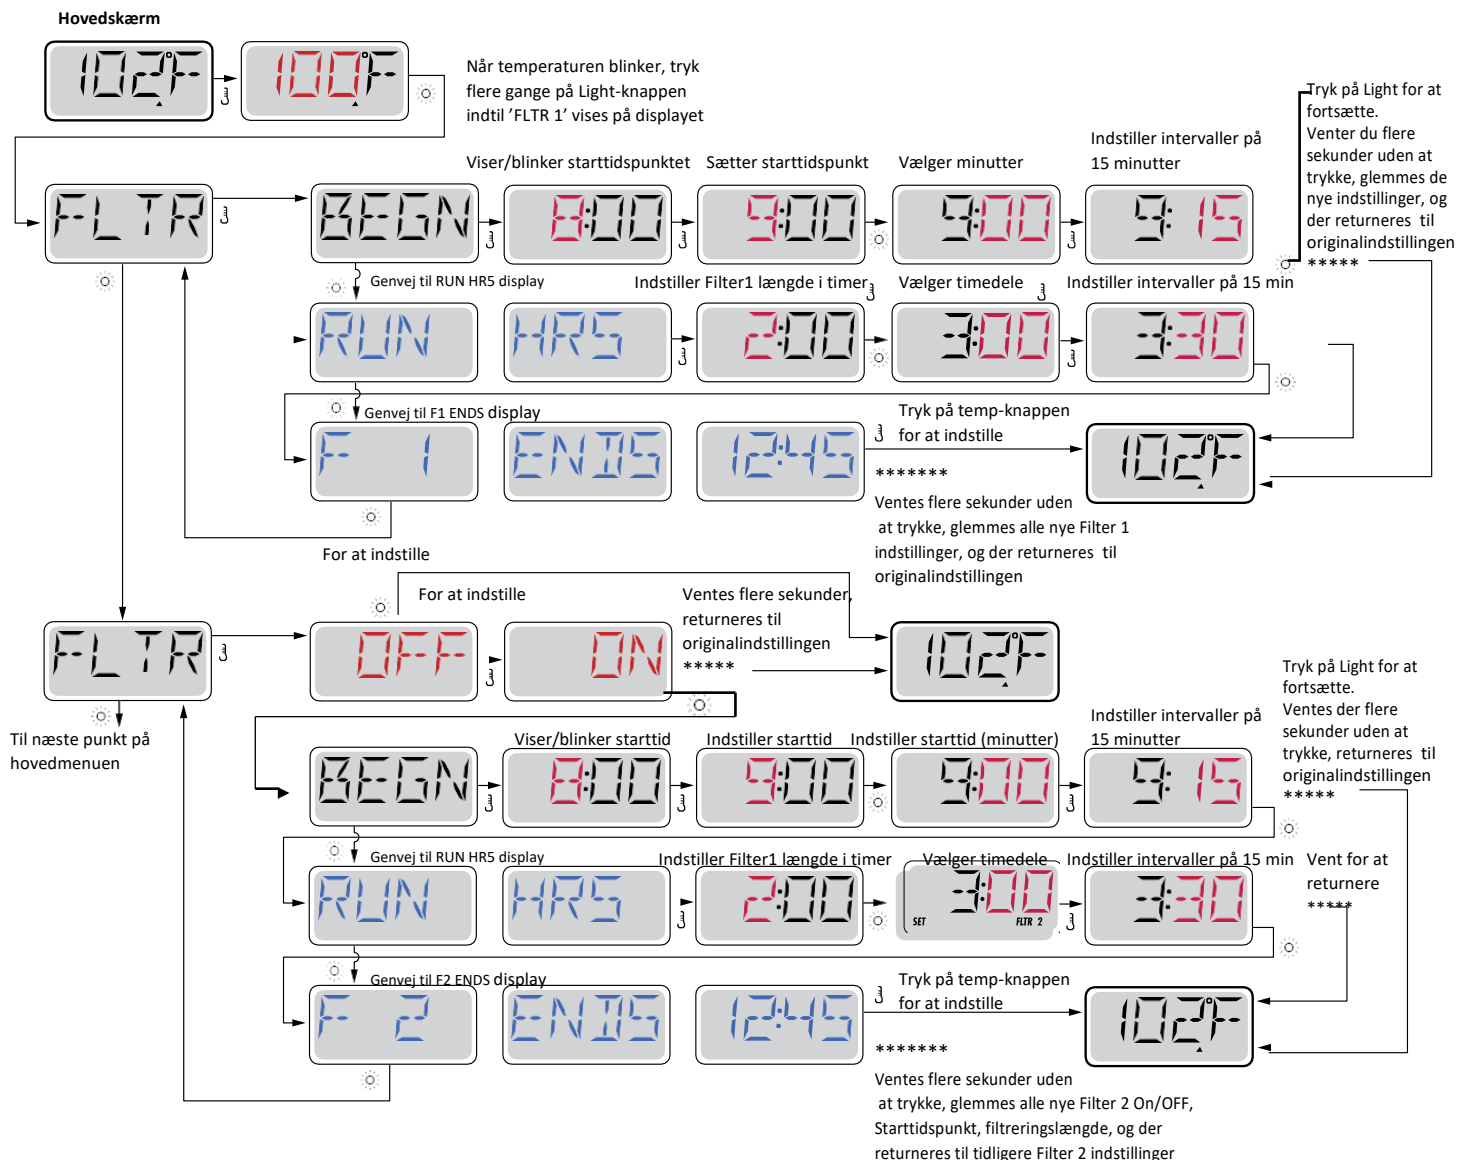 Hovedskærm
102°F
100°F
Når temperaturen blinker, tryk
flere gange på Light-knappen
indtil ’FLTR 1’ vises på displayet
Tryk på Light for at
fortsætte.
Venter du flere
sekunder uden at
trykke, glemmes de
nye indstillinger, og
der returneres til
originalindstillingen
*****
Viser/blinker starttidspunktet
Sætter starttidspunkt
Vælger minutter
Indstiller intervaller på
15 minutter
FLTR
BEGN
8:00
9:00
9:00
9:15
Genvej til RUN HR5 display
Indstiller Filter1 længde i timer
Vælger timedele
Indstiller intervaller på 15 min
RUN
HRS
2:00
3:00
3:30
Genvej til F1 ENDS display
Tryk på temp-knappen
for at indstille
F 1
ENDS
12:45
102°F
*******
Ventes flere sekunder uden
at trykke, glemmes alle nye Filter 1
indstillinger, og der returneres til
originalindstillingen
For at indstille
For at indstille
Ventes flere sekunder,
returneres til
originalindstillingen
*****
FLTR
OFF
ON
102°F
Til næste punkt på
hovedmenuen
Tryk på Light for at
fortsætte.
Ventes der flere
sekunder uden at
trykke, returneres til
originalindstillingen
*****
Viser/blinker starttid
Indstiller starttid
Indstiller starttid (minutter)
Indstiller intervaller på
15 minutter
BEGN
8:00
9:00
9:00
9:15
Genvej til RUN HR5 display
Indstiller Filter1 længde i timer
Vælger timedele
Indstiller intervaller på 15 min
Vent for at
returnere
*****
RUN
HRS
2:00
3:00
SET
FLTR 2
3:30
Genvej til F2 ENDS display
Tryk på temp-knappen
for at indstille
F 2
ENDS
12:45
102°F
*******
Ventes flere sekunder uden
at trykke, glemmes alle nye Filter 2 On/OFF,
Starttidspunkt, filtreringslængde, og der
returneres til tidligere Filter 2 indstillinger